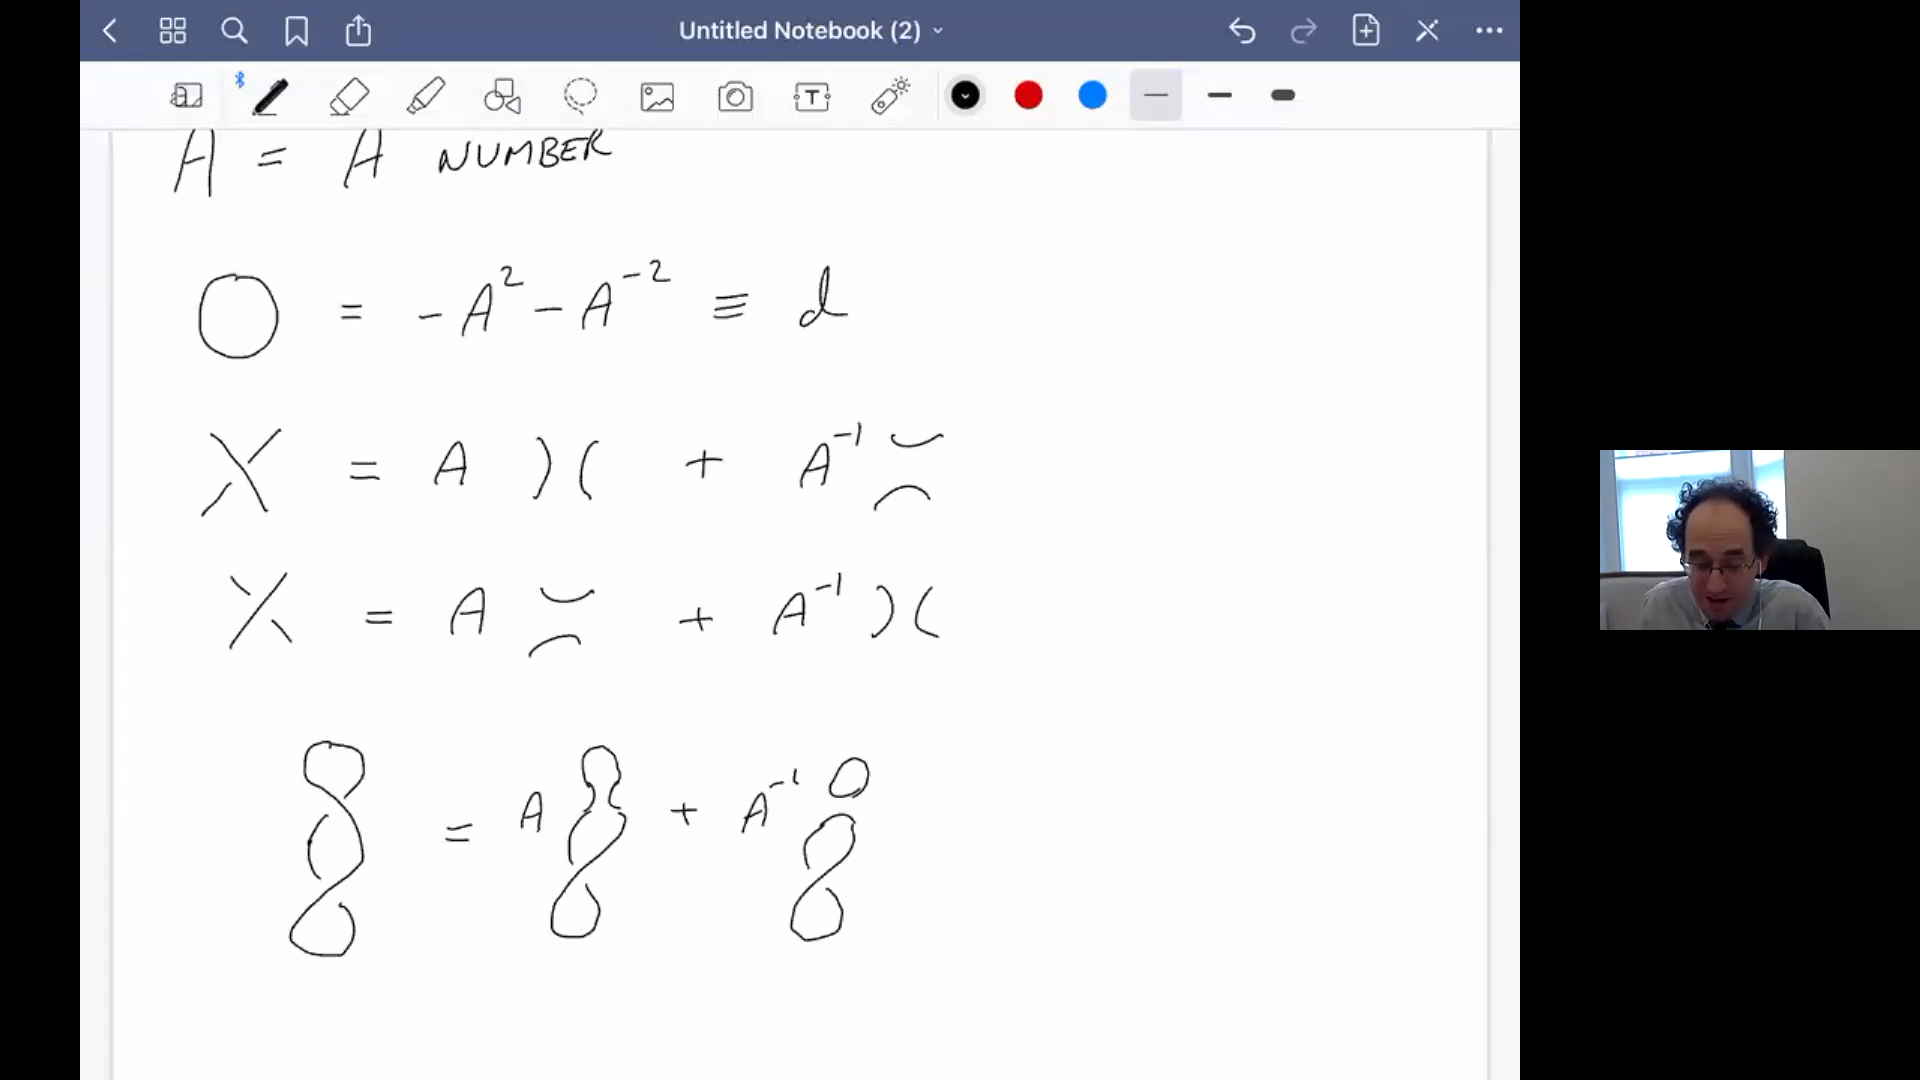 Untitled Notebook (2)
T
A = A NUMBER
= -A² - A⁻² ≡ d
= A + A⁻¹
= A + A⁻¹
= A + A⁻¹